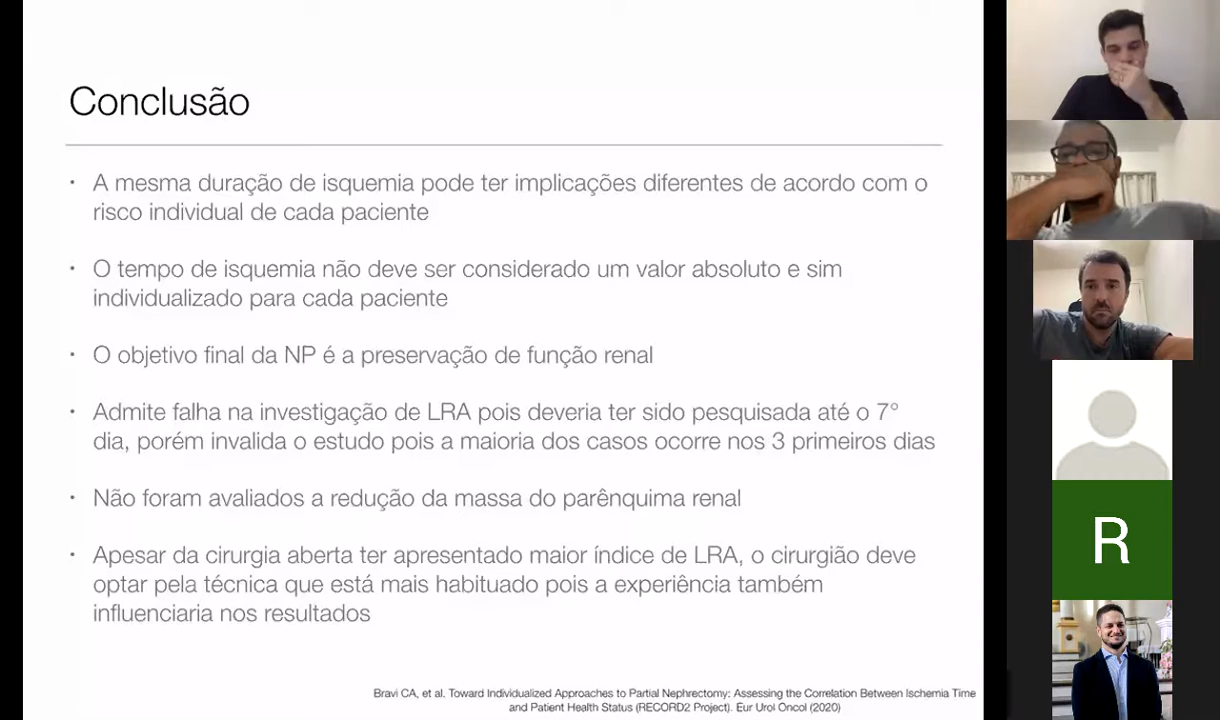 Conclusão
• A mesma duração de isquemia pode ter implicações diferentes de acordo com o
risco individual de cada paciente
• O tempo de isquemia não deve ser considerado um valor absoluto e sim
individualizado para cada paciente
• O objetivo final da NP é a preservação de função renal
• Admite falha na investigação de LRA pois deveria ter sido pesquisada até o 7°
dia, porém invalida o estudo pois a maioria dos casos ocorre nos 3 primeiros dias
• Não foram avaliados a redução da massa do parênquima renal
• Apesar da cirurgia aberta ter apresentado maior índice de LRA, o cirurgião deve
optar pela técnica que está mais habituado pois a experiência também
influenciaria nos resultados
Bravi CA, et al. Toward Individualized Approaches to Partial Nephrectomy: Assessing the Correlation Between Ischemia Time
and Patient Health Status (RECORD2 Project). Eur Urol Oncol (2020)
R